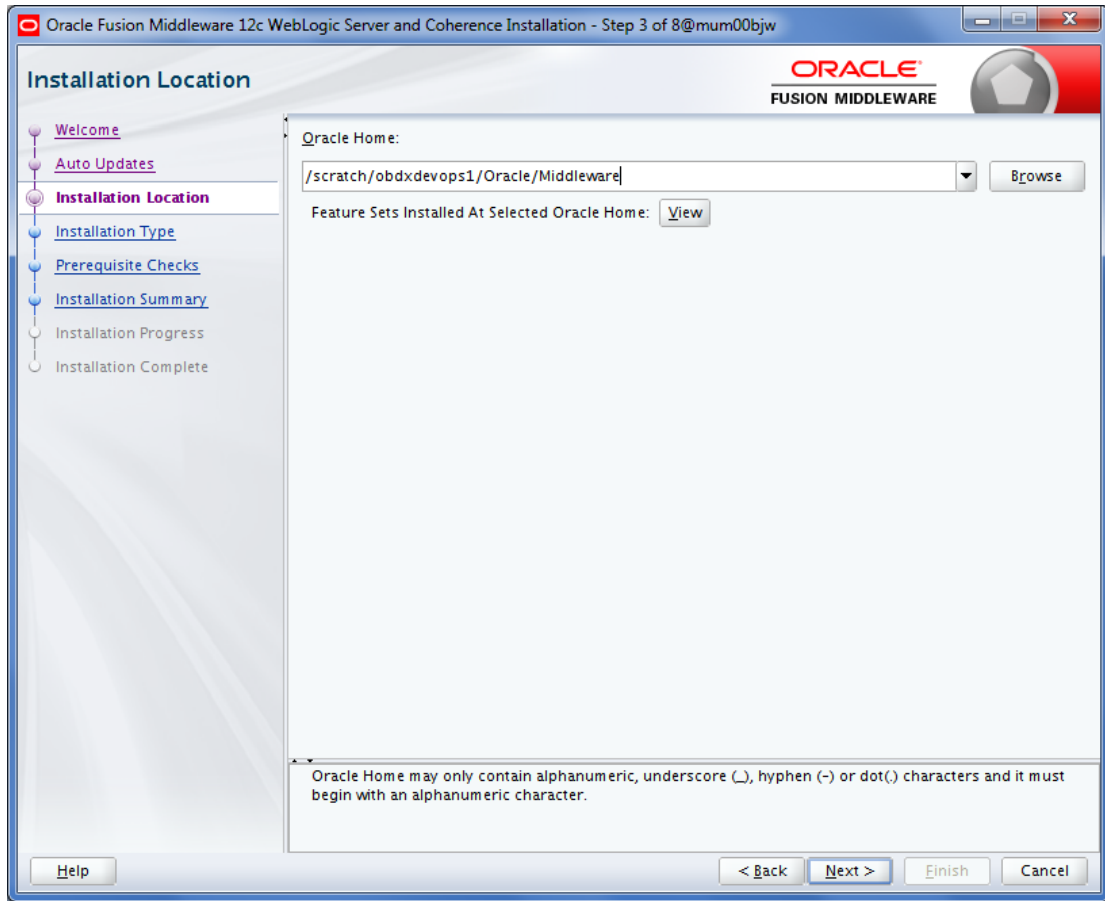 Oracle Fusion Middleware 12c WebLogic Server and Coherence Installation - Step 3 of 8@mum00bjw
Installation Location
ORACLE
FUSION MIDDLEWARE
Welcome
Auto Updates
Installation Location
Installation Type
Prerequisite Checks
Installation Summary
Installation Progress
Installation Complete
Oracle Home:
/scratch/obdxdevops1/Oracle/Middleware
Browse
Feature Sets Installed At Selected Oracle Home: View
Oracle Home may only contain alphanumeric, underscore (_), hyphen (-) or dot(.) characters and it must
begin with an alphanumeric character.
Help
< Back Next > Finish Cancel